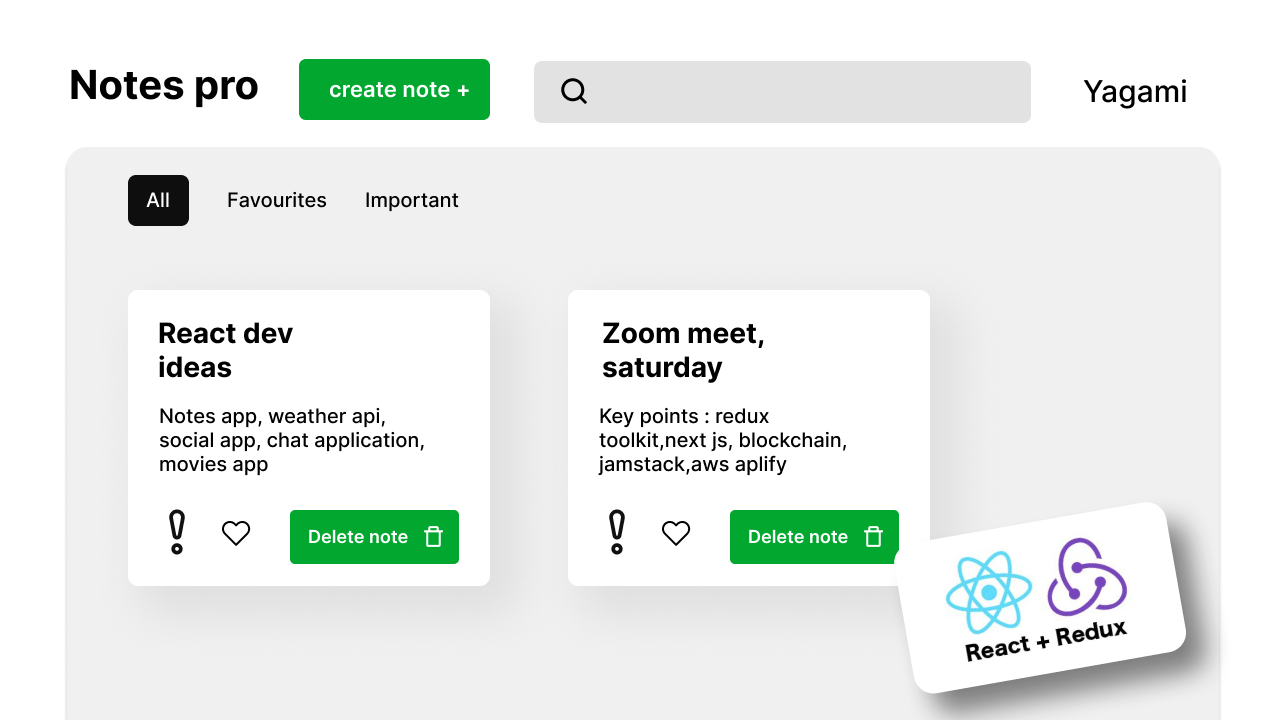 Notes pro
create note +
Yagami
All
Favourites
Important
React dev
ideas
Notes app, weather api,
social app, chat application,
movies app
Delete note
Zoom meet,
saturday
Key points : redux
toolkit,next js, blockchain,
jamstack,aws aplify
Delete note
React + Redux